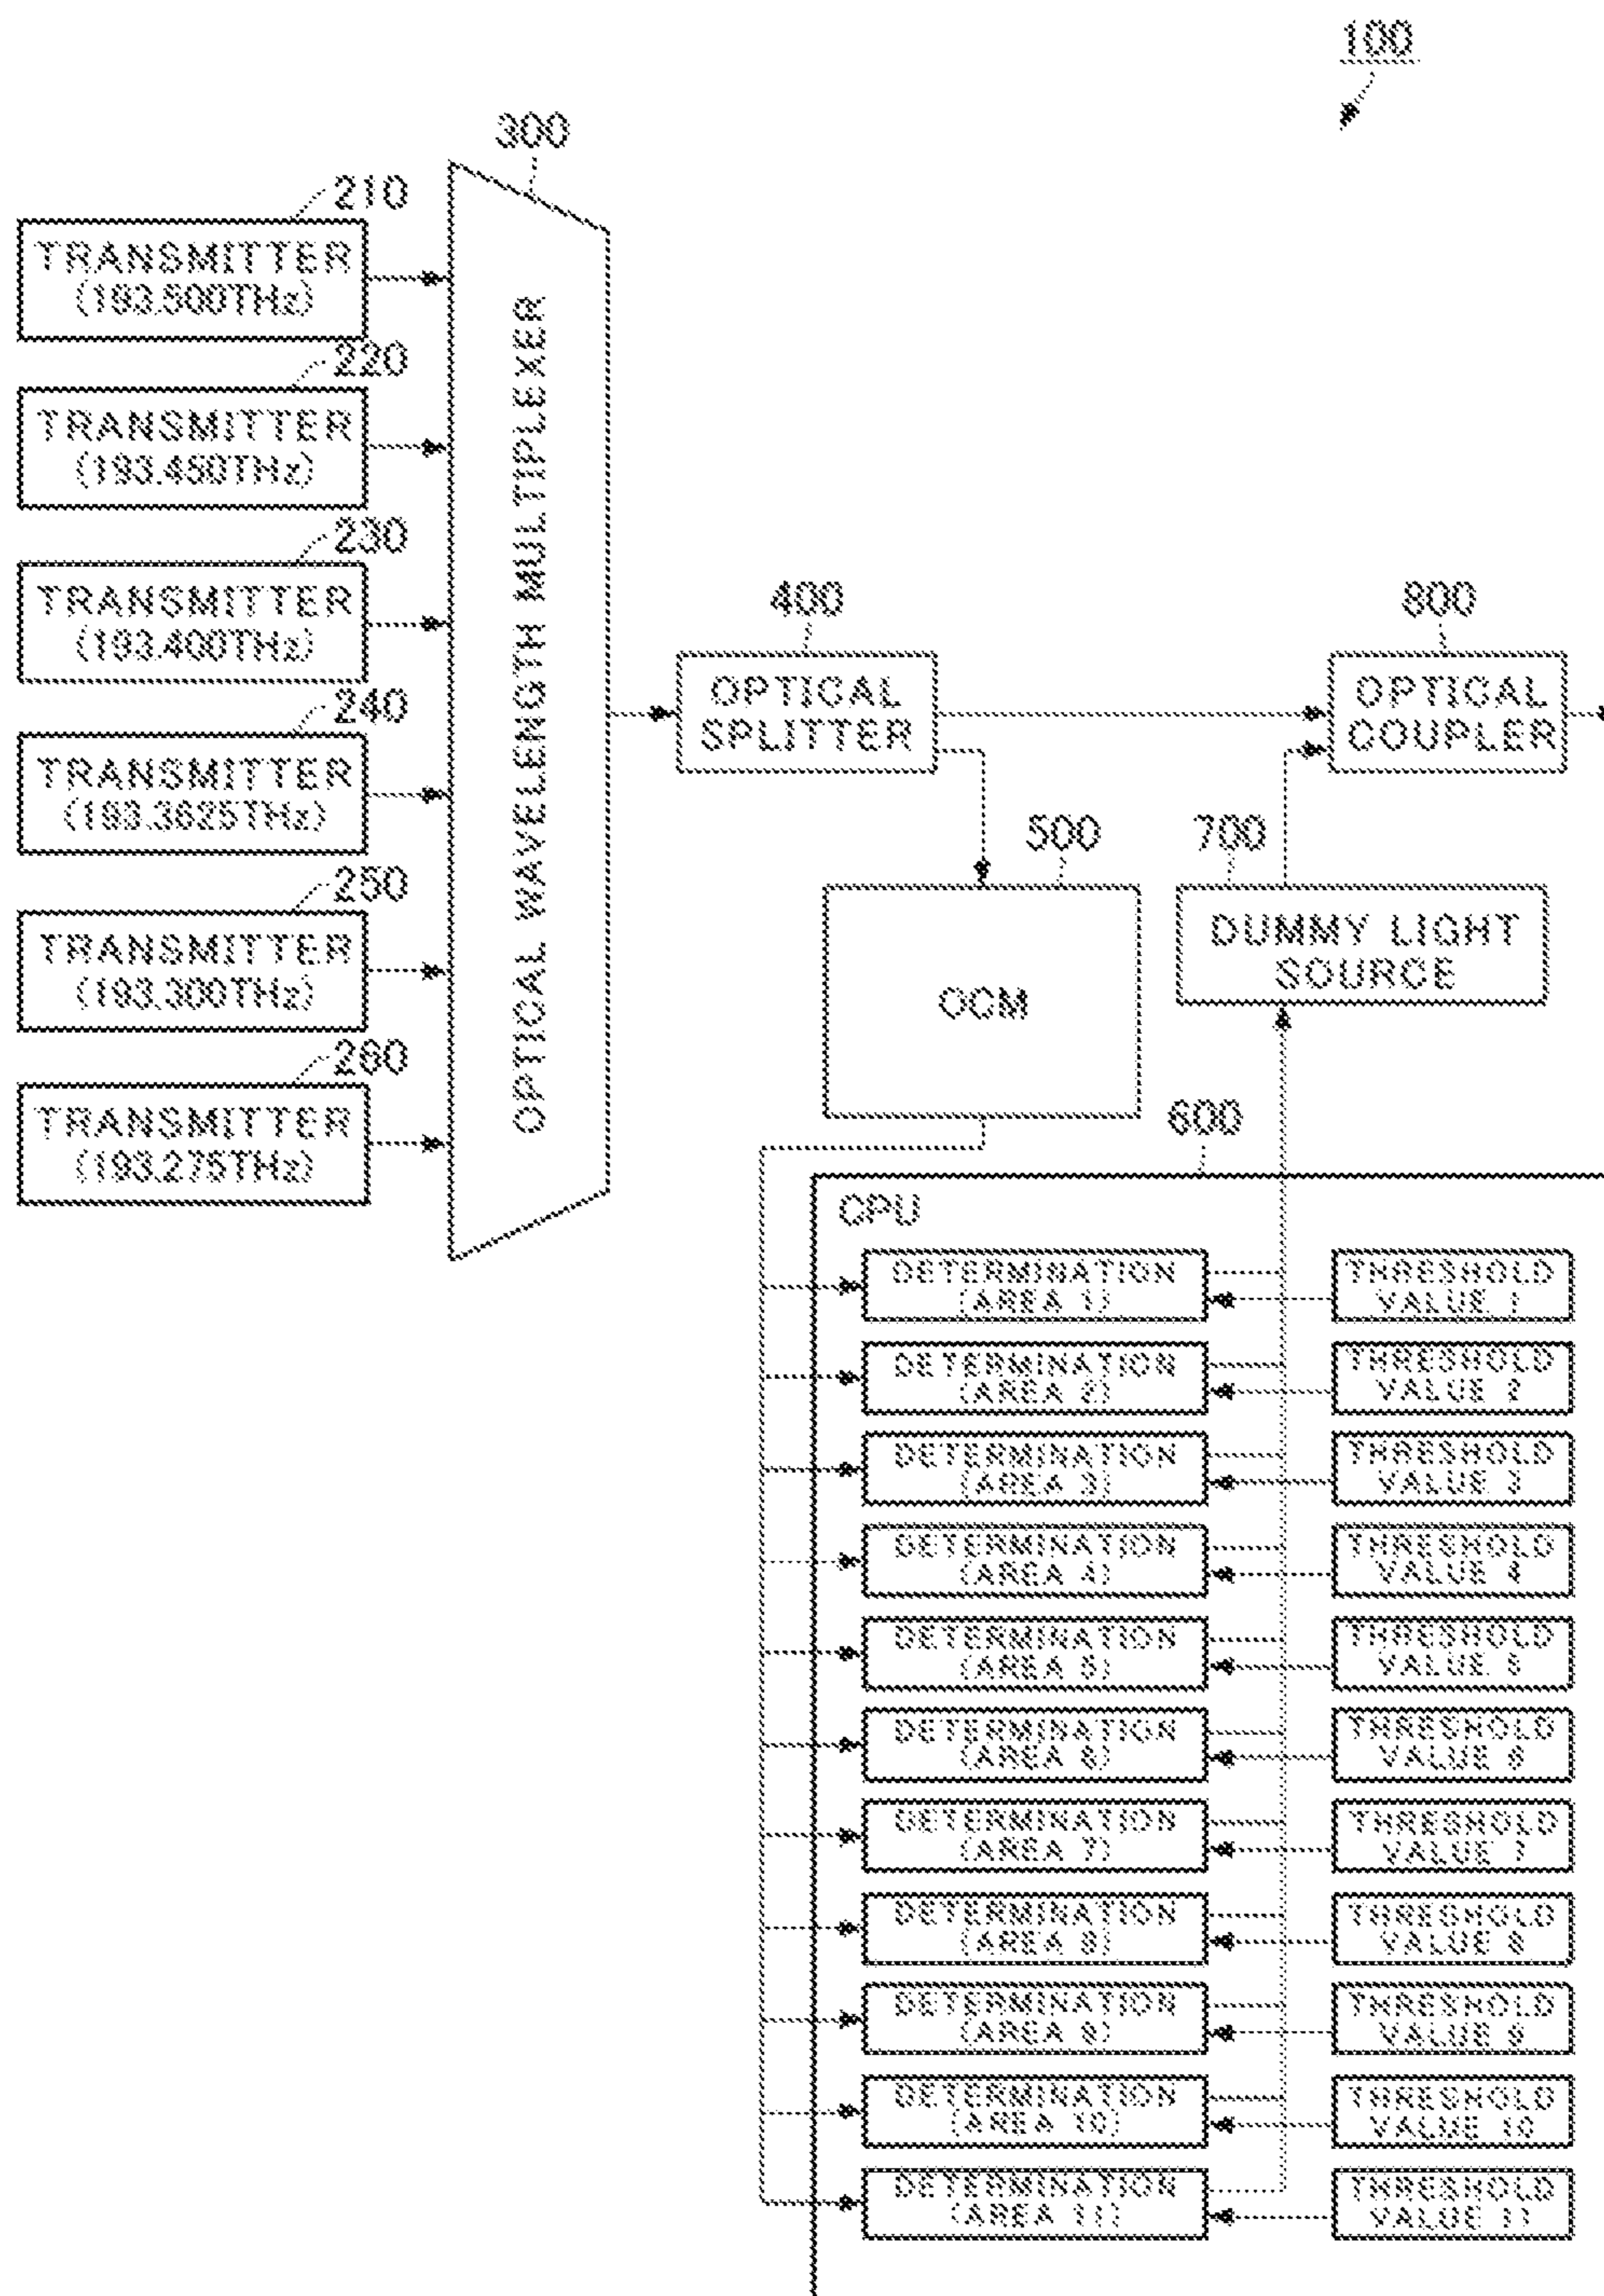 100
300
210
TRANSMITTER
(193.500THz)
220
TRANSMITTER
(193.450THz)
230
TRANSMITTER
(193.400THz)
240
TRANSMITTER
(193.3625THz)
250
TRANSMITTER
(193.300THz)
260
TRANSMITTER
(193.275THz)
OPTICAL WAVELENGTH MULTIPLEXER
400
OPTICAL
SPLITTER
800
OPTICAL
COUPLER
500
OCM
700
DUMMY LIGHT
SOURCE
600
CPU
DETERMINATION
(AREA 1)
THRESHOLD
VALUE 1
DETERMINATION
(AREA 2)
THRESHOLD
VALUE 2
DETERMINATION
(AREA 3)
THRESHOLD
VALUE 3
DETERMINATION
(AREA 4)
THRESHOLD
VALUE 4
DETERMINATION
(AREA 5)
THRESHOLD
VALUE 5
DETERMINATION
(AREA 6)
THRESHOLD
VALUE 6
DETERMINATION
(AREA 7)
THRESHOLD
VALUE 7
DETERMINATION
(AREA 8)
THRESHOLD
VALUE 8
DETERMINATION
(AREA 9)
THRESHOLD
VALUE 9
DETERMINATION
(AREA 10)
THRESHOLD
VALUE 10
DETERMINATION
(AREA 11)
THRESHOLD
VALUE 11